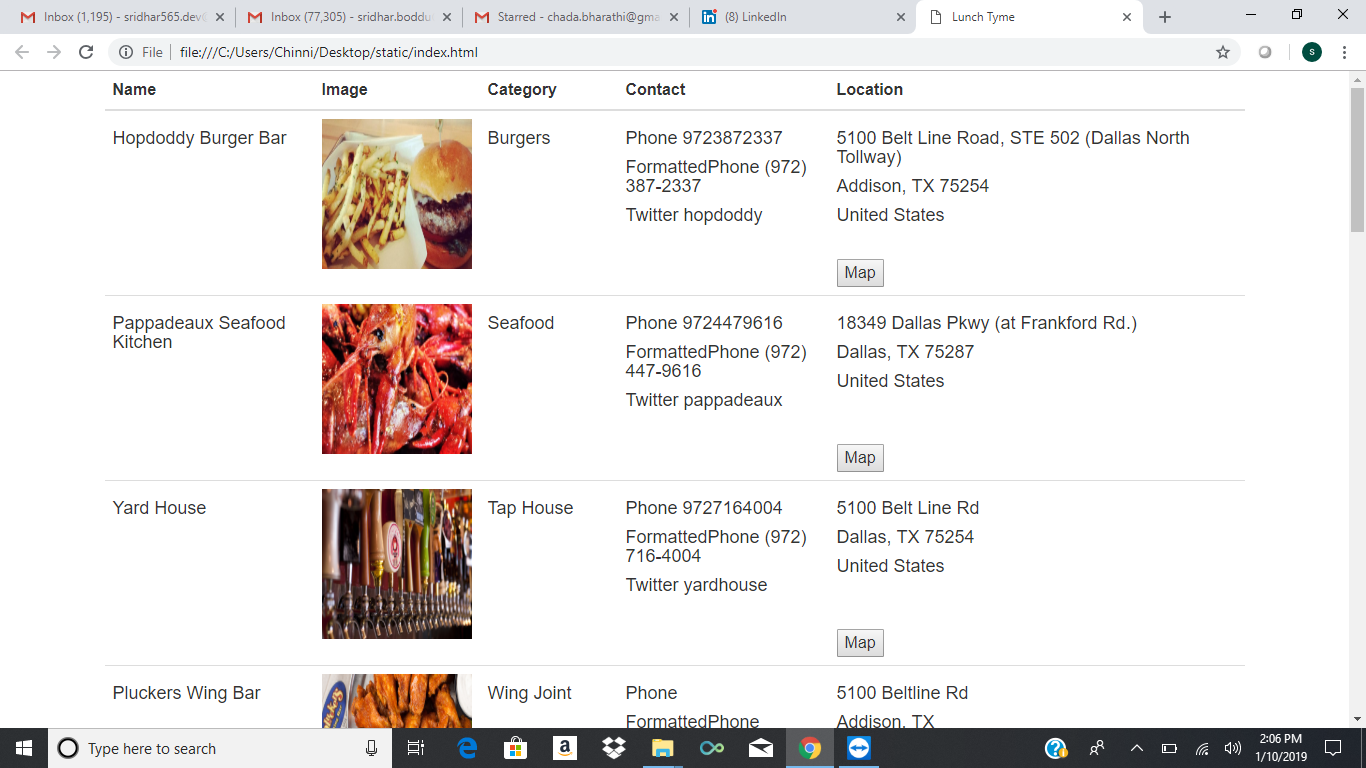 Inbox (1,195) - sridhar565.dev@
Inbox (77,305) - sridhar.boddu
Starred - chada.bharathi@gma
(8) LinkedIn
Lunch Tyme
File
file:///C:/Users/Chinni/Desktop/static/index.html
S
Name Image Category Contact Location
Hopdoddy Burger Bar
Burgers
Phone 9723872337
FormattedPhone (972)
387-2337
Twitter hopdoddy
5100 Belt Line Road, STE 502 (Dallas North
Tollway)
Addison, TX 75254
United States
Map
Pappadeaux Seafood
Kitchen
Seafood
Phone 9724479616
FormattedPhone (972)
447-9616
Twitter pappadeaux
18349 Dallas Pkwy (at Frankford Rd.)
Dallas, TX 75287
United States
Map
Yard House
Tap House
Phone 9727164004
FormattedPhone (972)
716-4004
Twitter yardhouse
5100 Belt Line Rd
Dallas, TX 75254
United States
Map
Pluckers Wing Bar
Wing Joint
Phone
FormattedPhone
5100 Beltline Rd
Addison, TX
Type here to search
2:06 PM
1/10/2019